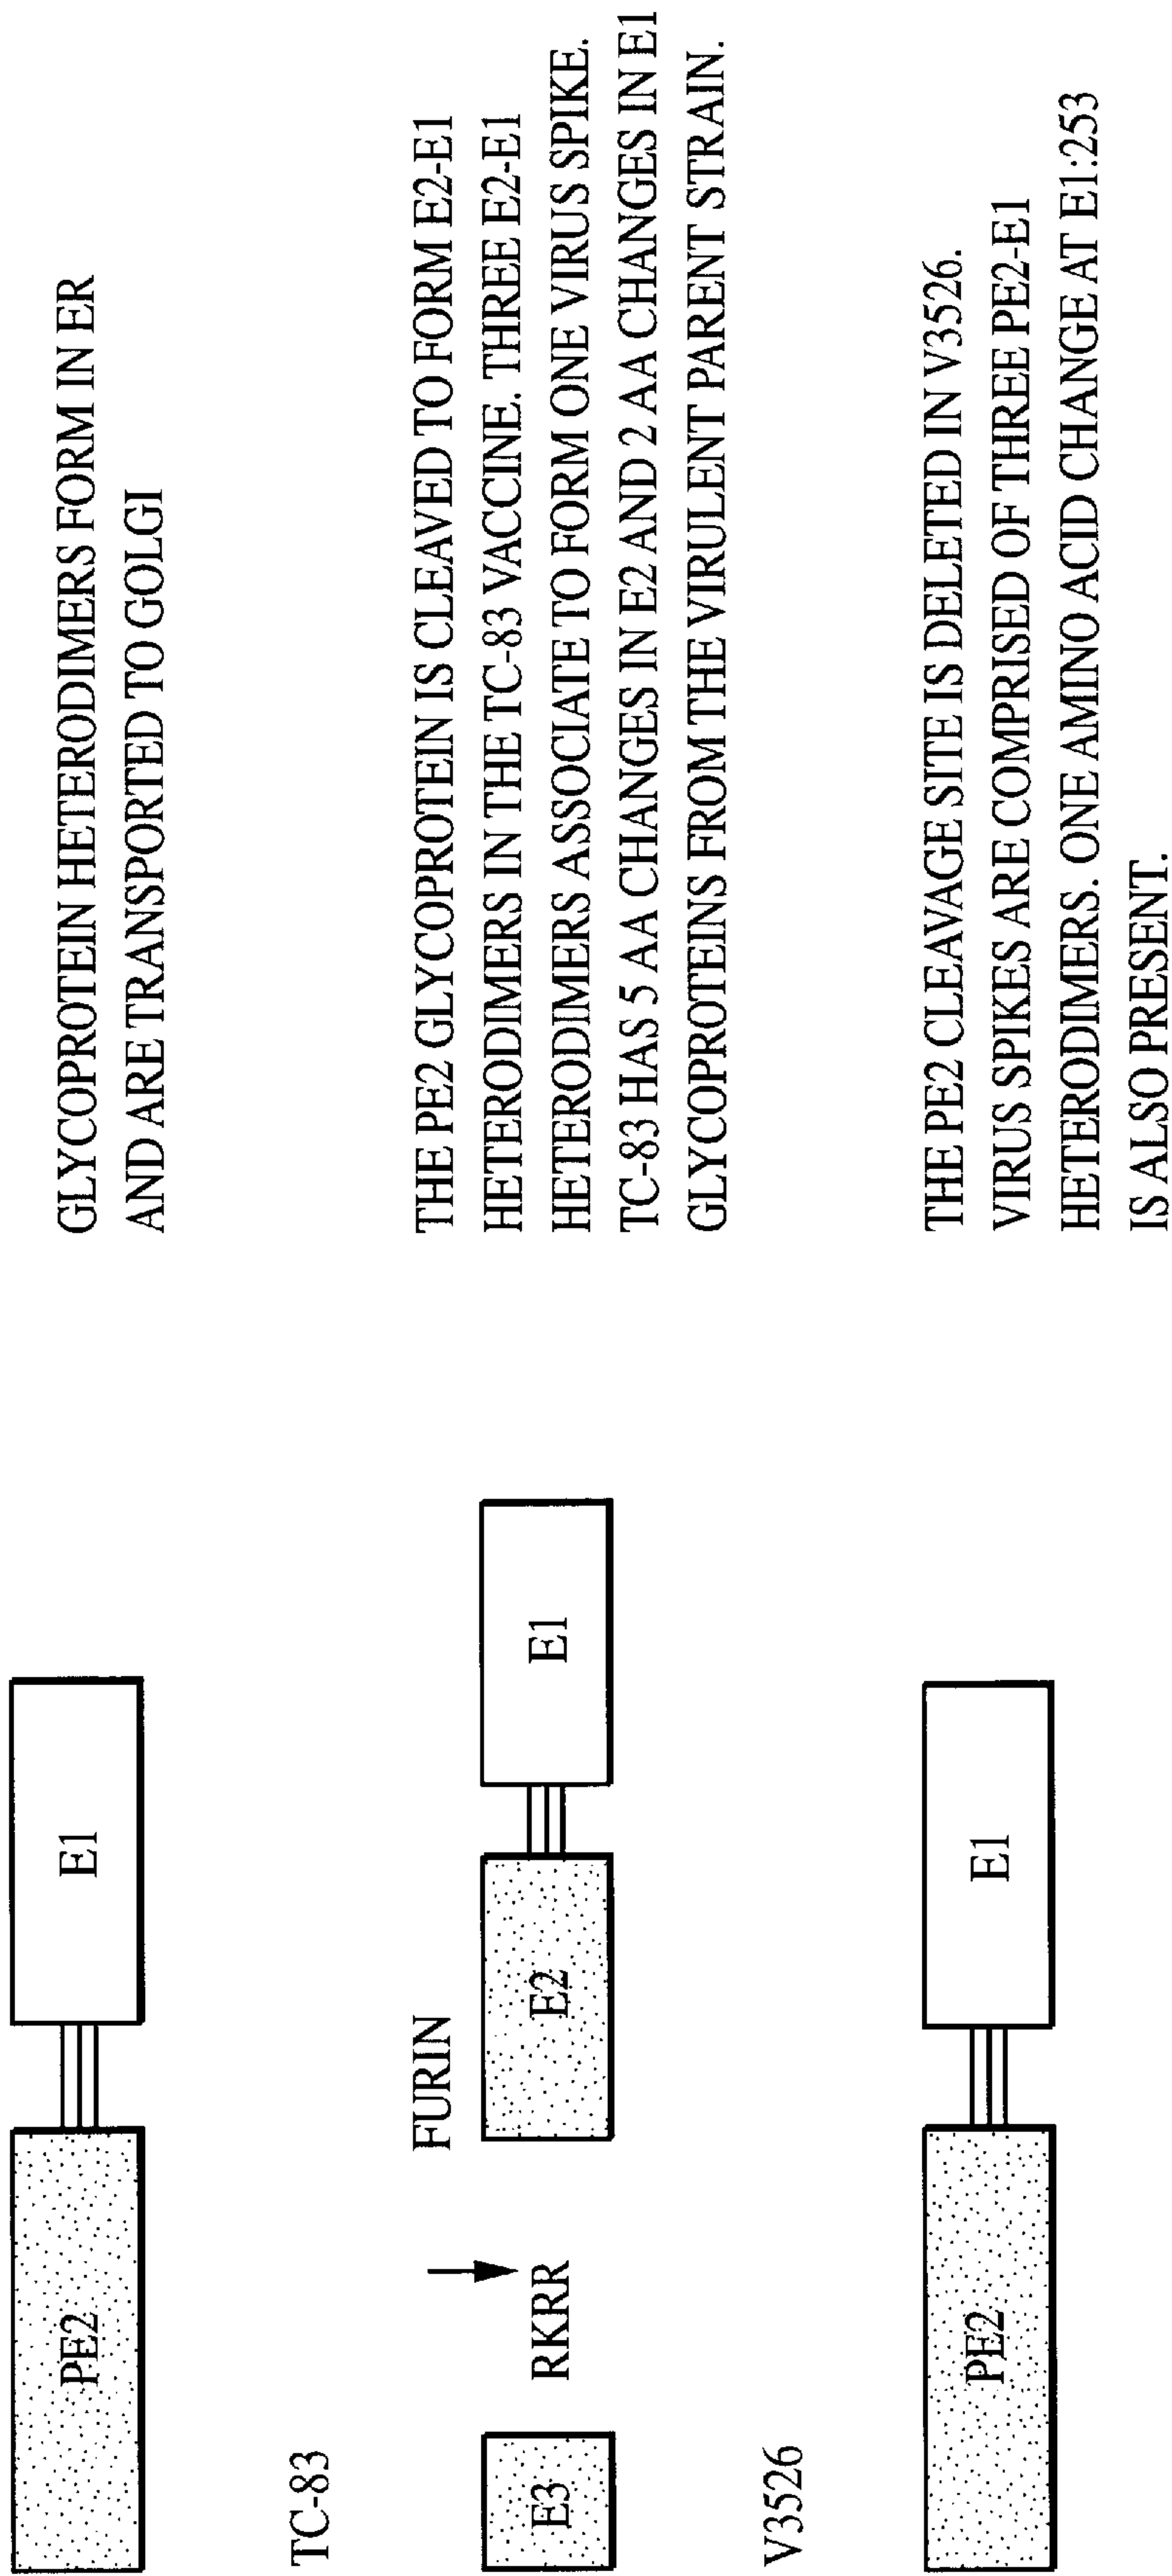 PE2
E1
GLYCOPROTEIN HETERODIMERS FORM IN ER
AND ARE TRANSPORTED TO GOLGI
TC-83
FURIN
E3
RKRR
E2
E1
THE PE2 GLYCOPROTEIN IS CLEAVED TO FORM E2-E1
HETERODIMERS IN THE TC-83 VACCINE. THREE E2-E1
HETERODIMERS ASSOCIATE TO FORM ONE VIRUS SPIKE.
TC-83 HAS 5 AA CHANGES IN E2 AND 2 AA CHANGES IN E1
GLYCOPROTEINS FROM THE VIRULENT PARENT STRAIN.
V3526
PE2
E1
THE PE2 CLEAVAGE SITE IS DELETED IN V3526.
VIRUS SPIKES ARE COMPRISED OF THREE PE2-E1
HETERODIMERS. ONE AMINO ACID CHANGE AT E1:253
IS ALSO PRESENT.